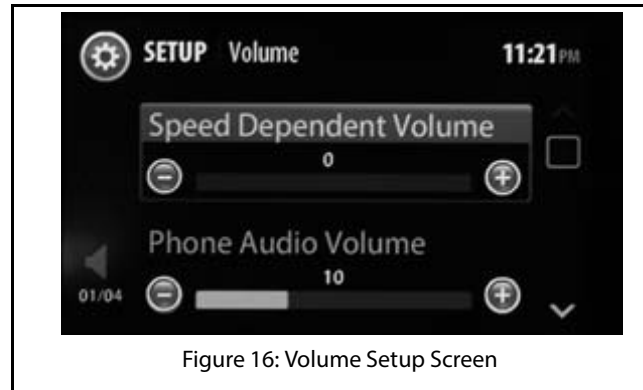 SETUP Volume 11:21PM
Speed Dependent Volume
0
Phone Audio Volume
10
01/04
Figure 16: Volume Setup Screen